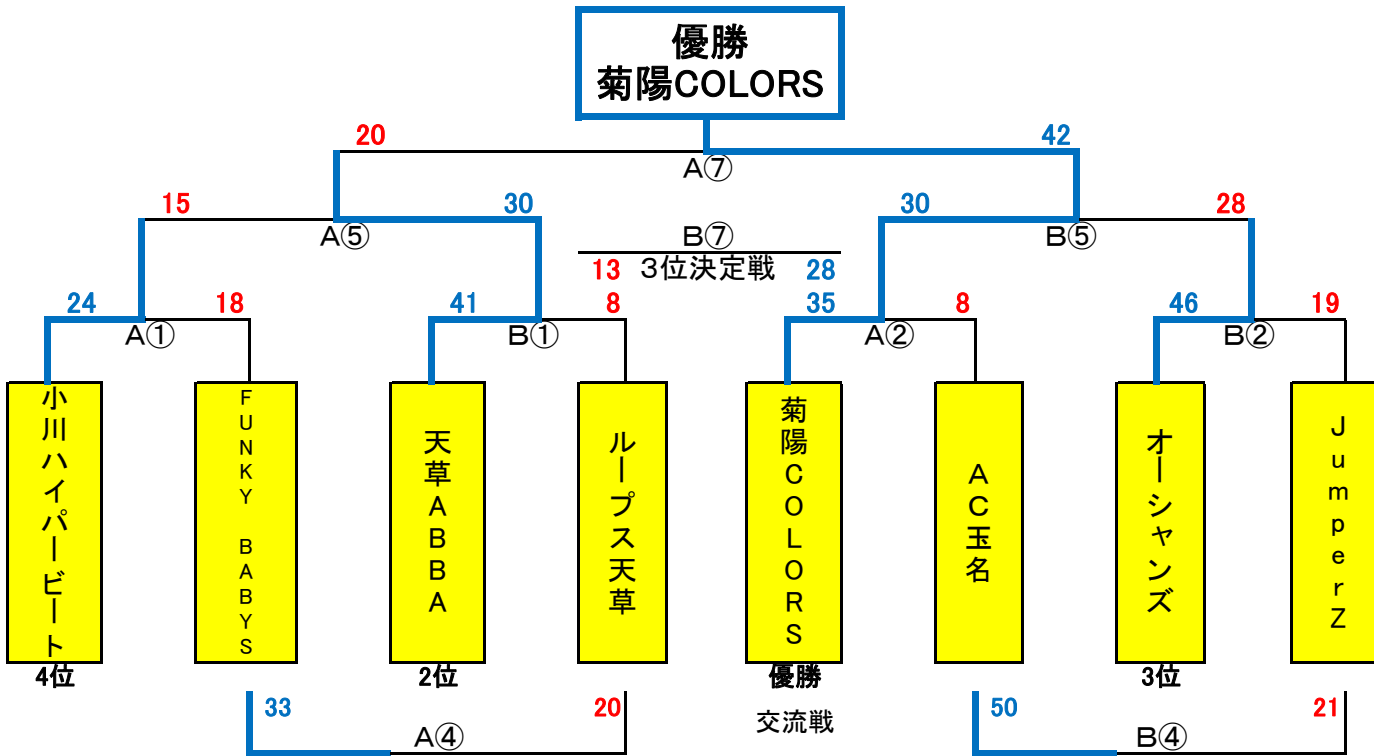 優勝
菊陽COLORS
20
42
A⑦
15
30
30
28
A⑤
B⑦
B⑤
13
3位決定戦
28
24
18
41
8
35
8
46
19
A①
B①
A②
B②
小川ハイパービート
FUNKY BABYS
天草ABBA
ループス天草
菊陽COLORS
AC玉名
オーシャンズ
JumperZ
4位
2位
優勝
3位
33
20
交流戦
50
21
A④
B④